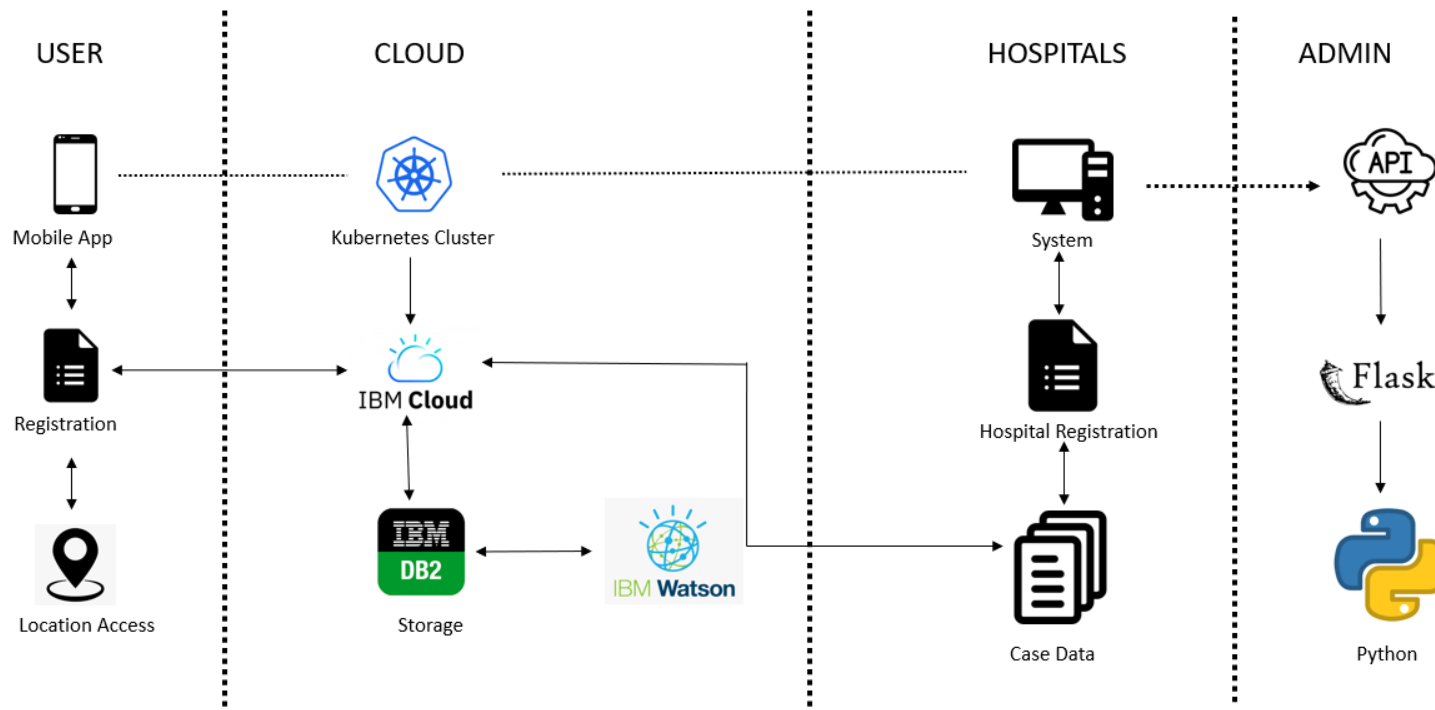 USER
CLOUD
HOSPITALS
ADMIN
API
Mobile App
Kubernetes Cluster
System
IBM Cloud
Flask
Registration
Hospital Registration
IBM
DB2
IBM Watson
Location Access
Storage
Case Data
Python